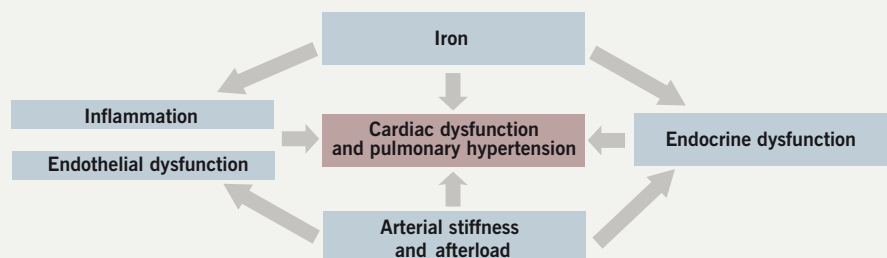 Iron
Inflammation
Endothelial dysfunction
Cardiac dysfunction
and pulmonary hypertension
Endocrine dysfunction
Arterial stiffness
and afterload